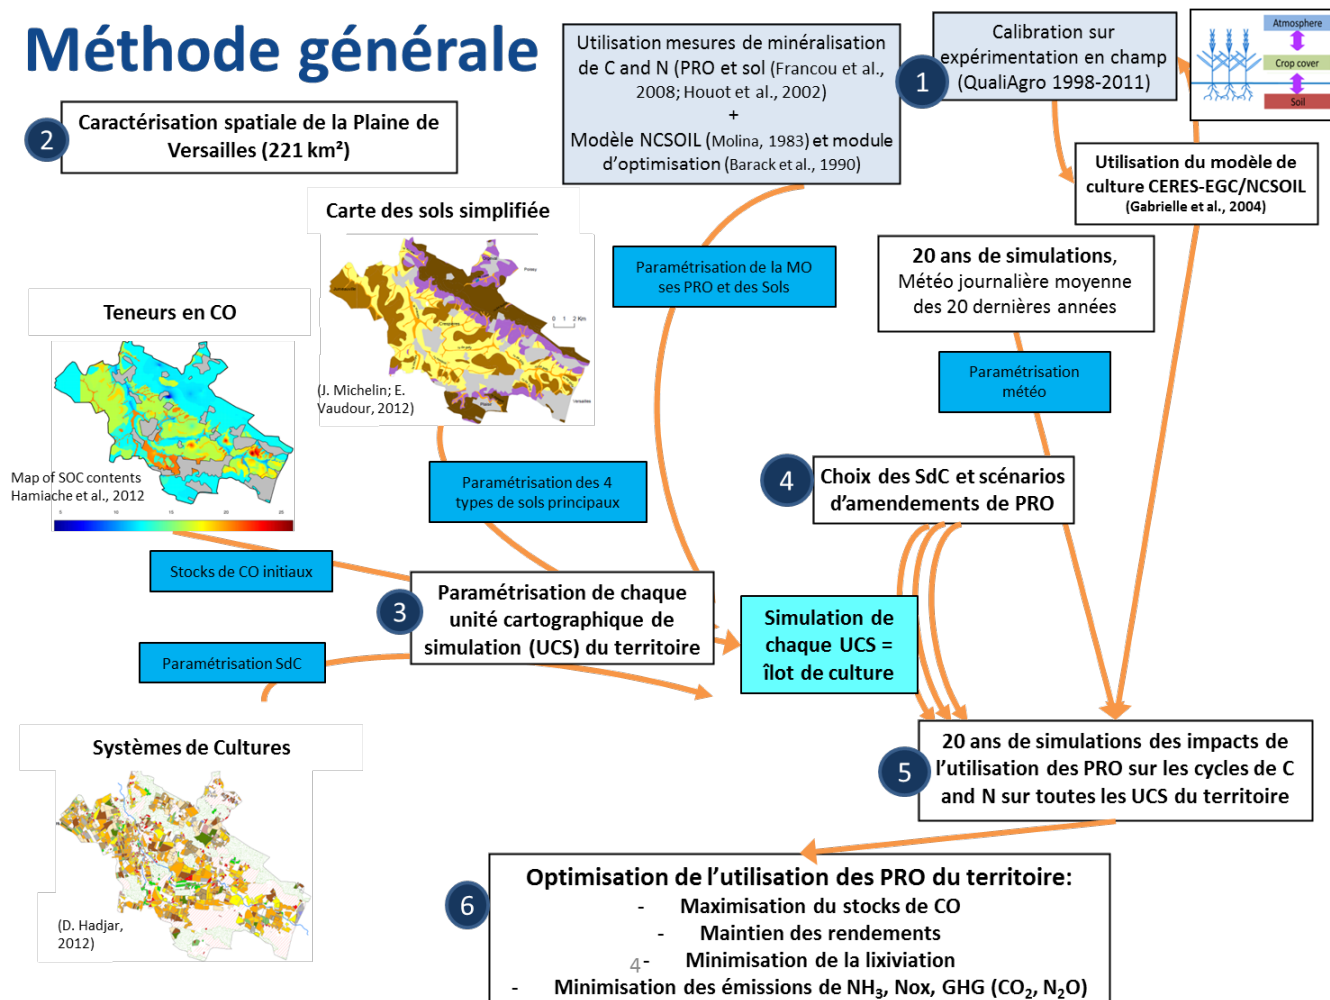 Méthode générale
Utilisation mesures de minéralisation
de C and N (PRO et sol (Francou et al.,
2008; Houot et al., 2002)
+
Modèle NCSOIL (Molina, 1983) et module
d'optimisation (Barack et al., 1990)
1
Calibration sur
expérimentation en champ
(QualiAgro 1998-2011)
Atmosphere
Crop cover
Soil
2
Caractérisation spatiale de la Plaine de
Versailles (221 km²)
Utilisation du modèle de
culture CERES-EGC/NCSOIL
(Gabrielle et al., 2004)
Carte des sols simplifiée
0 1 2 Km
Versailles
(J. Michelin; E.
Vaudour, 2012)
Paramétrisation de la MO
ses PRO et des Sols
20 ans de simulations,
Météo journalière moyenne
des 20 dernières années
Teneurs en CO
Map of SOC contents
Hamiache et al., 2012
5 10 15 20 25
Paramétrisation
météo
Paramétrisation des 4
types de sols principaux
4
Choix des SdC et scénarios
d'amendements de PRO
Stocks de CO initiaux
3
Paramétrisation de chaque
unité cartographique de
simulation (UCS) du territoire
Simulation de
chaque UCS =
îlot de culture
Paramétrisation SdC
Systèmes de Cultures
(D. Hadjar,
2012)
5
20 ans de simulations des impacts de
l'utilisation des PRO sur les cycles de C
and N sur toutes les UCS du territoire
6
Optimisation de l'utilisation des PRO du territoire:
- Maximisation du stocks de CO
- Maintien des rendements
- Minimisation de la lixiviation
- Minimisation des émissions de NH₃, Nox, GHG (CO₂, N₂O)
4